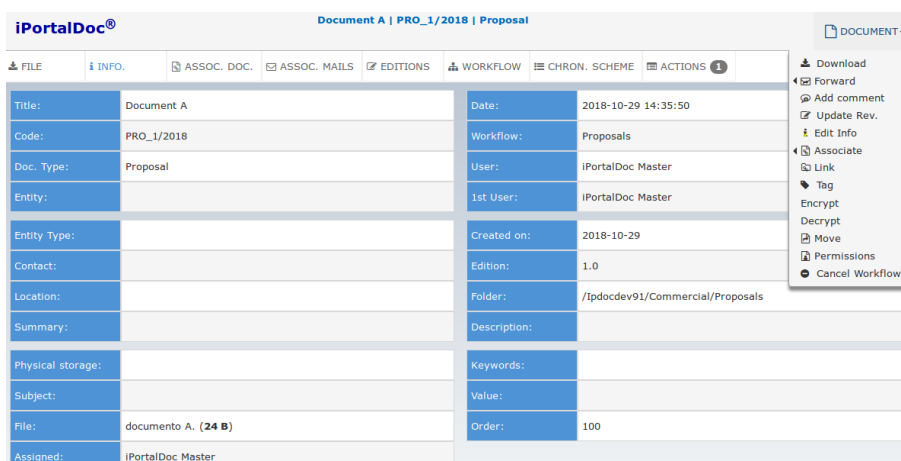 iPortalDoc®
Document A | PRO_1/2018 | Proposal
DOCUMENT
FILE INFO. ASSOC. DOC. ASSOC. MAILS EDITIONS WORKFLOW CHRON. SCHEME ACTIONS 1
Download
Forward
Add comment
Update Rev.
Edit Info
Associate
Link
Tag
Encrypt
Decrypt
Move
Permissions
Cancel Workflow
Title: Document A
Code: PRO_1/2018
Doc. Type: Proposal
Entity:
Date: 2018-10-29 14:35:50
Workflow: Proposals
User: iPortalDoc Master
1st User: iPortalDoc Master
Entity Type:
Contact:
Location:
Summary:
Created on: 2018-10-29
Edition: 1.0
Folder: /Ipdocdev91/Commercial/Proposals
Description:
Physical storage:
Subject:
File: documento A. (24 B)
Assigned: iPortalDoc Master
Keywords:
Value:
Order: 100